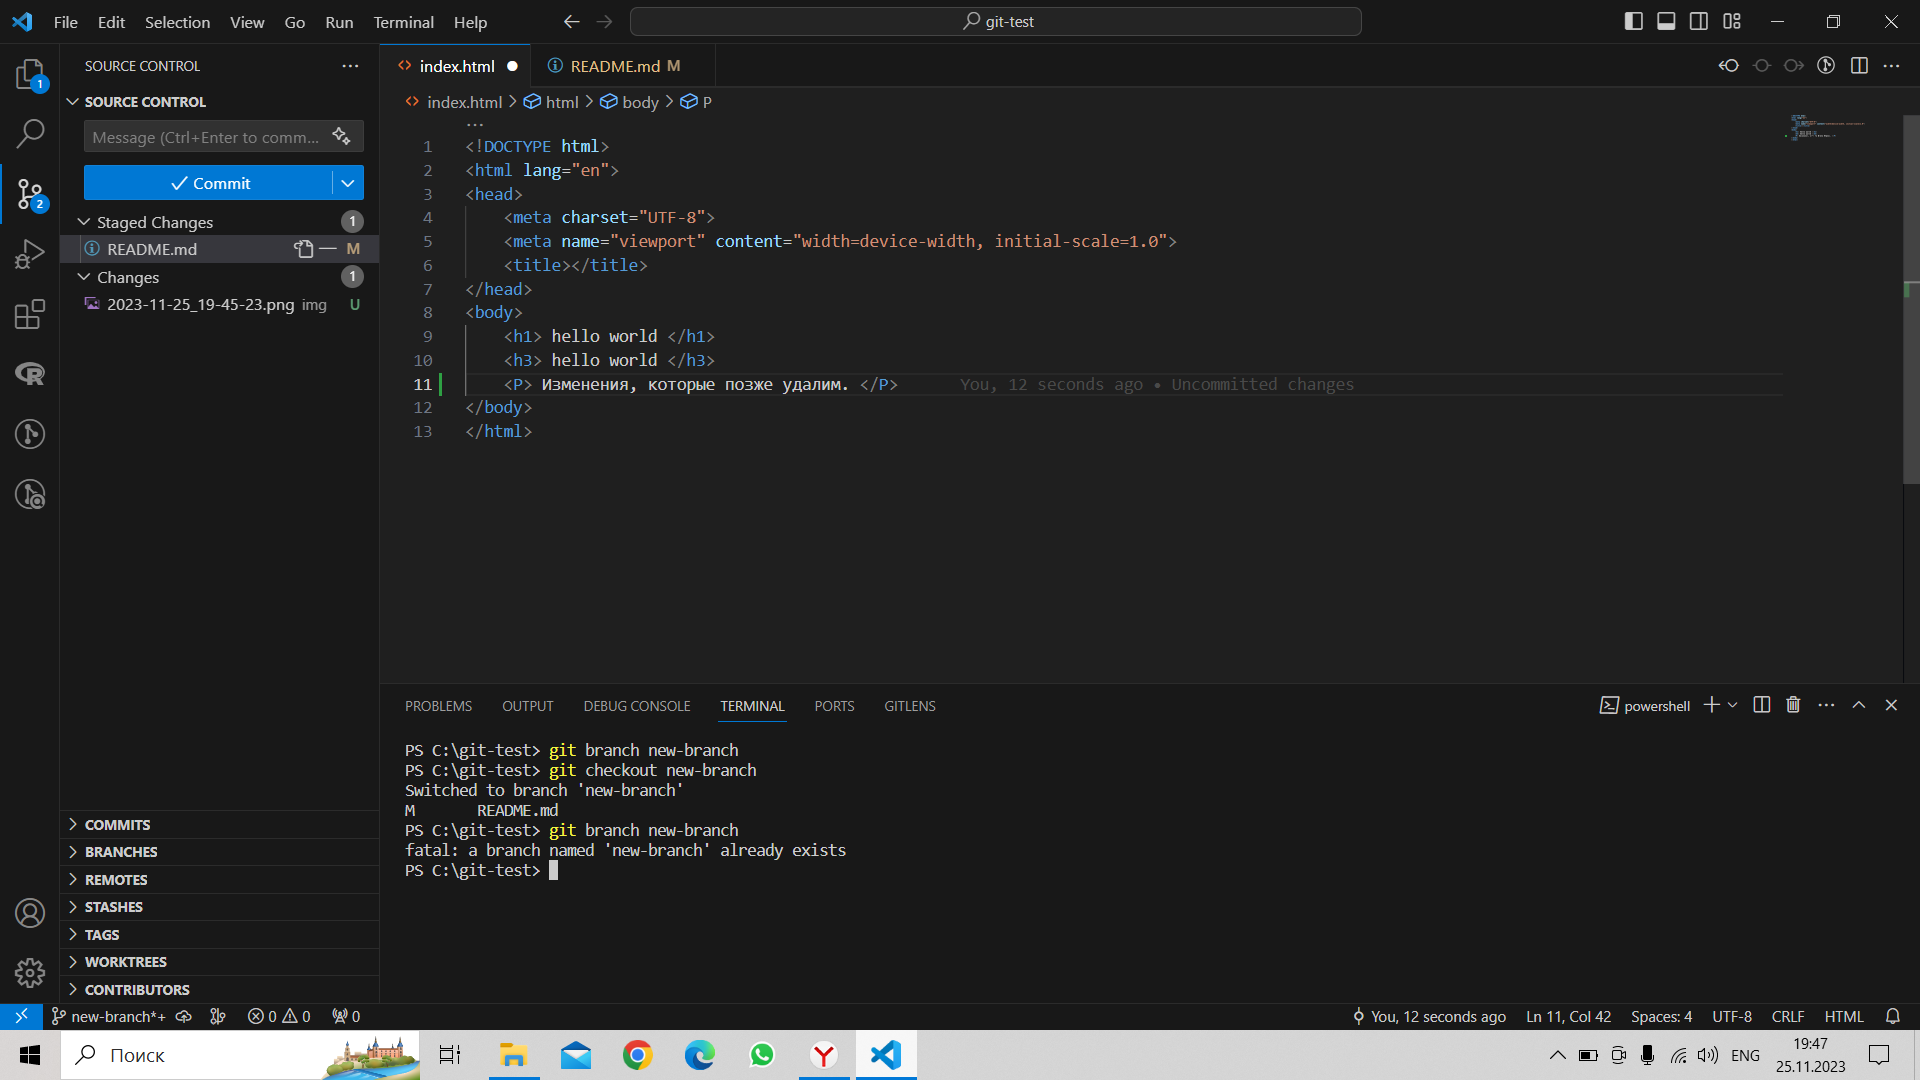 File Edit Selection View Go Run Terminal Help
git-test
SOURCE CONTROL
index.html
README.md M
1
SOURCE CONTROL
index.html html body P
Message (Ctrl+Enter to comm...
Commit
2
Staged Changes 1
README.md M
Changes 1
2023-11-25_19-45-23.png img U
1 <!DOCTYPE html>
2 <html lang="en">
3 <head>
4 <meta charset="UTF-8">
5 <meta name="viewport" content="width=device-width, initial-scale=1.0">
6 <title></title>
7 </head>
8 <body>
9 <h1> hello world </h1>
10 <h3> hello world </h3>
11 <P> Изменения, которые позже удалим. </P> You, 12 seconds ago • Uncommitted changes
12 </body>
13 </html>
PROBLEMS OUTPUT DEBUG CONSOLE TERMINAL PORTS GITLENS
powershell
PS C:\git-test> git branch new-branch
PS C:\git-test> git checkout new-branch
Switched to branch 'new-branch'
M README.md
PS C:\git-test> git branch new-branch
fatal: a branch named 'new-branch' already exists
PS C:\git-test>
COMMITS
BRANCHES
REMOTES
STASHES
TAGS
WORKTREES
CONTRIBUTORS
new-branch*+ 0 0 0
You, 12 seconds ago Ln 11, Col 42 Spaces: 4 UTF-8 CRLF HTML
Поиск
ENG
19:47
25.11.2023